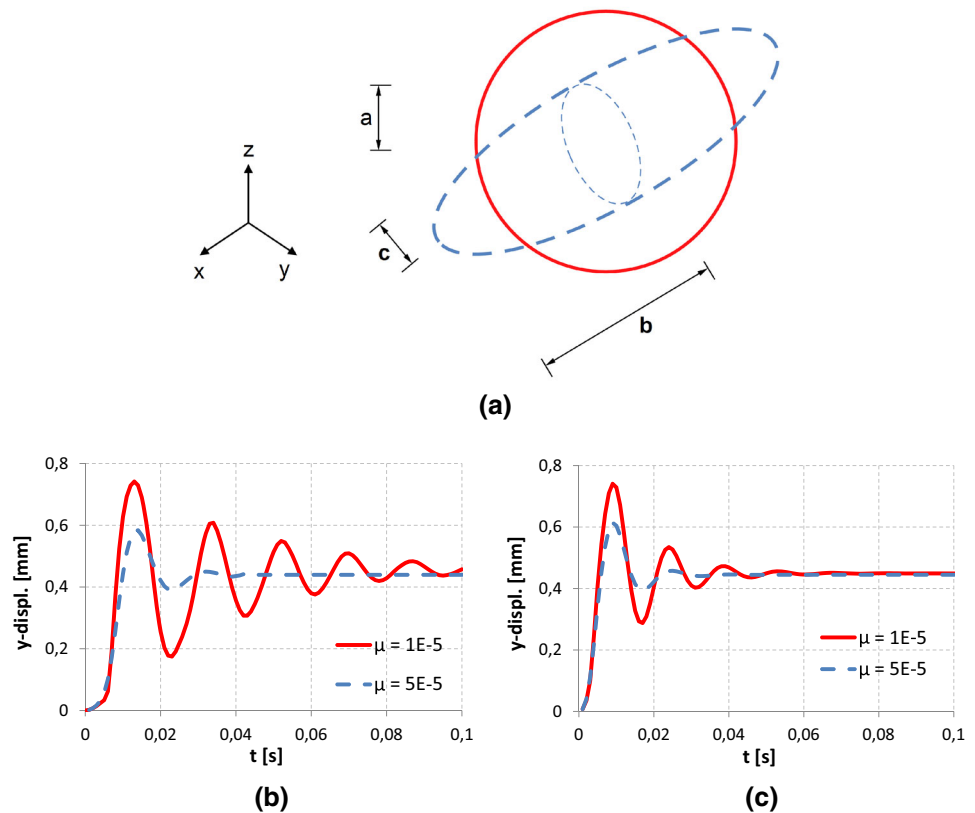 a
z
x
y
c
b
(a)
y-displ. [mm]
0,8
0,6
0,4
0,2
0
μ = 1E-5
μ = 5E-5
0 0,02 0,04 0,06 0,08 0,1
t [s]
(b)
y-displ. [mm]
0,8
0,6
0,4
0,2
0
μ = 1E-5
μ = 5E-5
0 0,02 0,04 0,06 0,08 0,1
t [s]
(c)